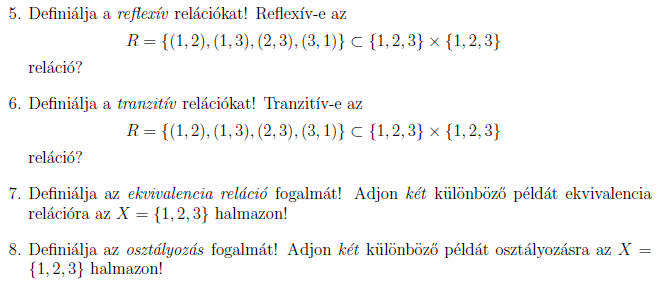 5. Definiálja a reflexív relációkat! Reflexív-e az
R = {(1, 2), (1, 3), (2, 3), (3, 1)} ⊂ {1, 2, 3} × {1, 2, 3}
reláció?
6. Definiálja a tranzitív relációkat! Tranzitív-e az
R = {(1, 2), (1, 3), (2, 3), (3, 1)} ⊂ {1, 2, 3} × {1, 2, 3}
reláció?
7. Definiálja az ekvivalencia reláció fogalmát! Adjon két különböző példát ekvivalencia
relációra az X = {1, 2, 3} halmazon!
8. Definiálja az osztályozás fogalmát! Adjon két különböző példát osztályozásra az X =
{1, 2, 3} halmazon!